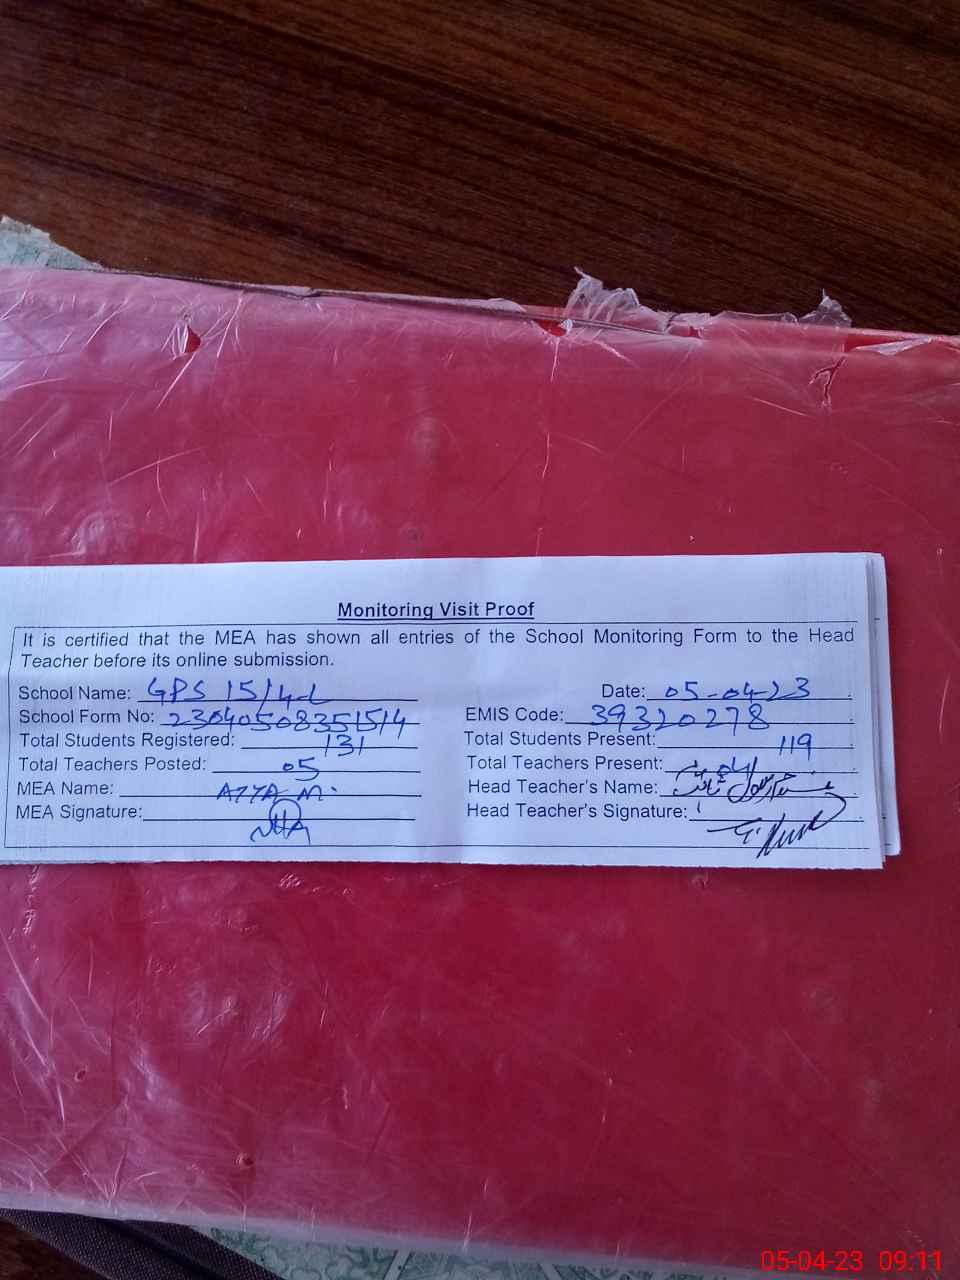 Monitoring Visit Proof
It is certified that the MEA has shown all entries of the School Monitoring Form to the Head
Teacher before its online submission.
School Name: GPS 15/4-L Date: 05-04-23
School Form No: 23040508351514 EMIS Code: 39320278
Total Students Registered: 131 Total Students Present: 119
Total Teachers Posted: 05 Total Teachers Present: 04
MEA Name: Head Teacher's Name:
MEA Signature: Head Teacher's Signature:
05-04-23 09:11